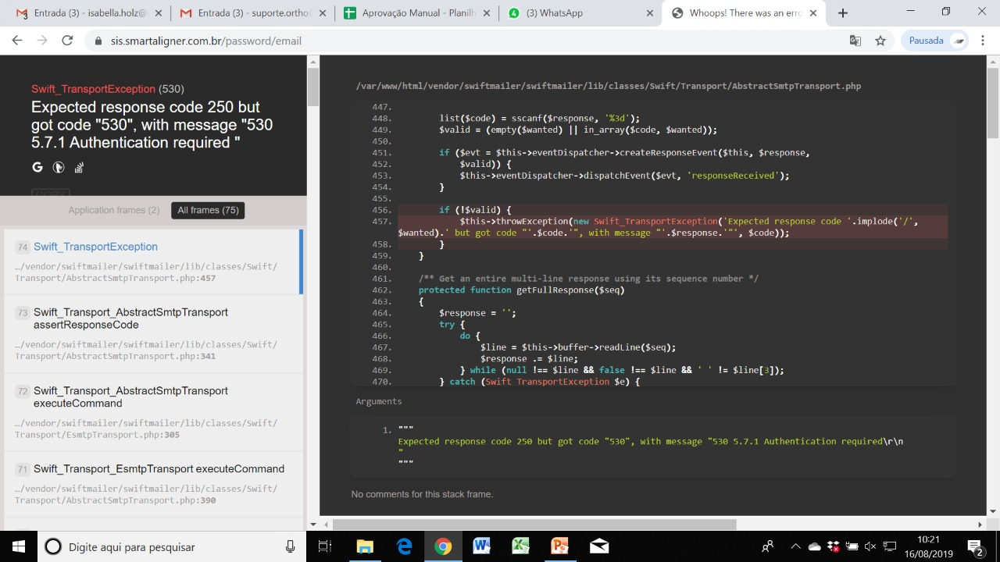 Entrada (3) - isabella.holz@
Entrada (3) - suporte.ortho
Aprovação Manual - Planilh
(3) WhatsApp
Whoops! There was an erro
sis.smartaligner.com.br/password/email
Pausada
Swift_TransportException (530)
Expected response code 250 but
got code "530", with message "530
5.7.1 Authentication required "
COPY
Application frames (2)
All frames (75)
74 Swift_TransportException
…/vendor/swiftmailer/swiftmailer/lib/classes/Swift/
Transport/AbstractSmtpTransport.php:457
73 Swift_Transport_AbstractSmtpTransport
assertResponseCode
…/vendor/swiftmailer/swiftmailer/lib/classes/Swift/
Transport/AbstractSmtpTransport.php:341
72 Swift_Transport_AbstractSmtpTransport
executeCommand
…/vendor/swiftmailer/swiftmailer/lib/classes/Swift/
Transport/EsmtpTransport.php:305
71 Swift_Transport_EsmtpTransport executeCommand
…/vendor/swiftmailer/swiftmailer/lib/classes/Swift/
Transport/AbstractSmtpTransport.php:390
/var/www/html/vendor/swiftmailer/swiftmailer/lib/classes/Swift/Transport/AbstractSmtpTransport.php
447.
448. list($code) = sscanf($response, '%3d');
449. $valid = (empty($wanted) || in_array($code, $wanted));
450.
451. if ($evt = $this->eventDispatcher->createResponseEvent($this, $response,
452. $valid)) {
453. $this->eventDispatcher->dispatchEvent($evt, 'responseReceived');
454. }
455.
456. if (!$valid) {
457. $this->throwException(new Swift_TransportException('Expected response code '.implode('/',
$wanted).' but got code "'.$code.'", with message "'.$response.'"', $code));
458. }
459. }
460.
461. /** Get an entire multi-line response using its sequence number */
462. protected function getFullResponse($seq)
463. {
464. $response = '';
465. try {
466. do {
467. $line = $this->buffer->readLine($seq);
468. $response .= $line;
469. } while (null !== $line && false !== $line && ' ' != $line[3]);
470. } catch (Swift_TransportException $e) {
Arguments
1. """
Expected response code 250 but got code "530", with message "530 5.7.1 Authentication required\r\n
"
"""
No comments for this stack frame.
Digite aqui para pesquisar
10:21
16/08/2019
2